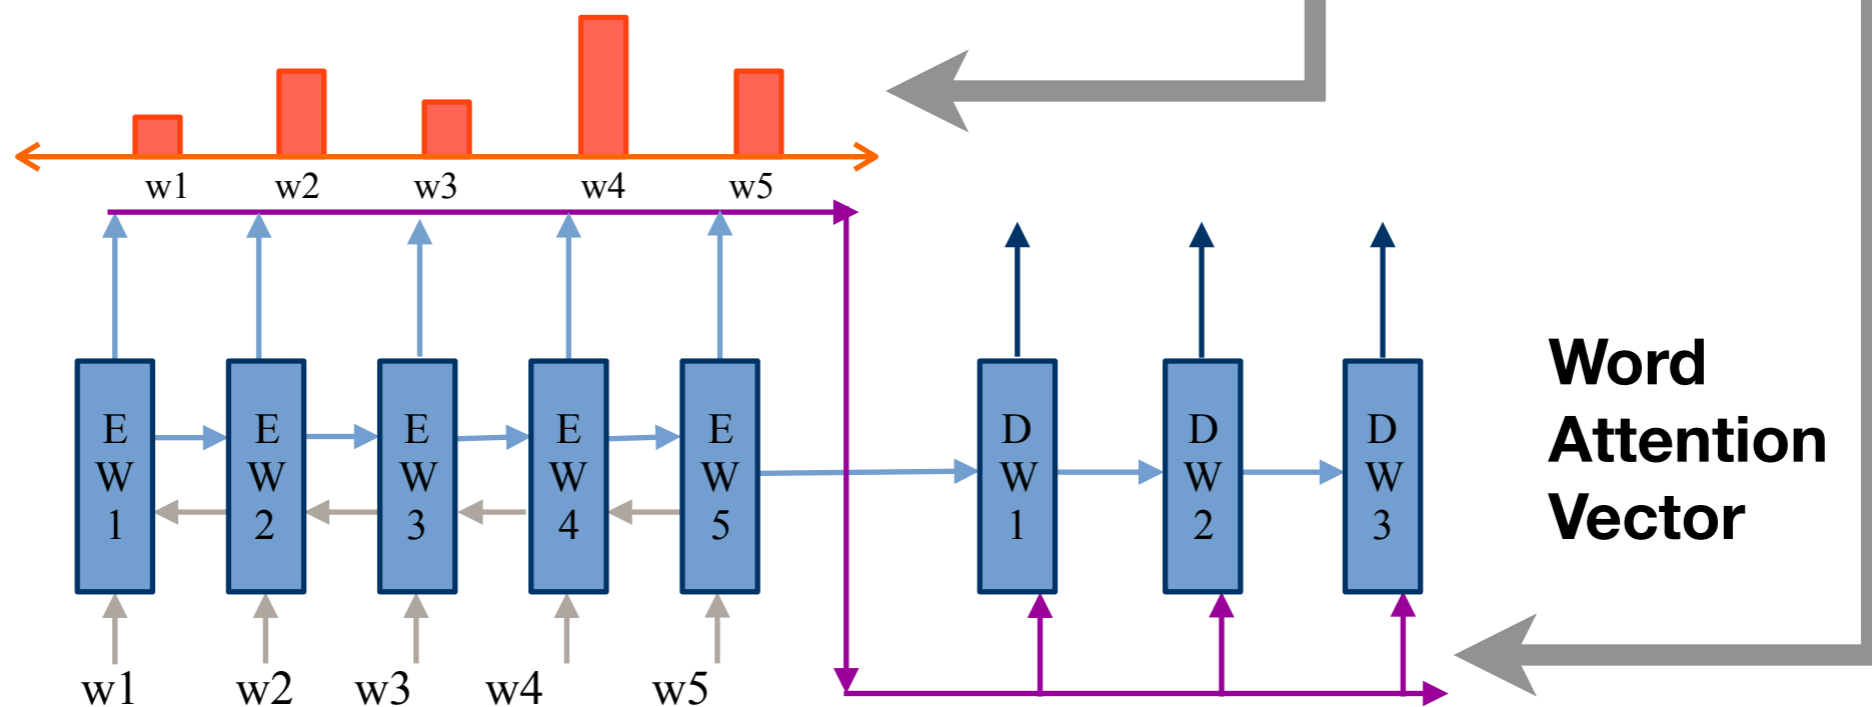 w1 w2 w3 w4 w5
E W 1
E W 2
E W 3
E W 4
E W 5
D W 1
D W 2
D W 3
Word
Attention
Vector
w1 w2 w3 w4 w5